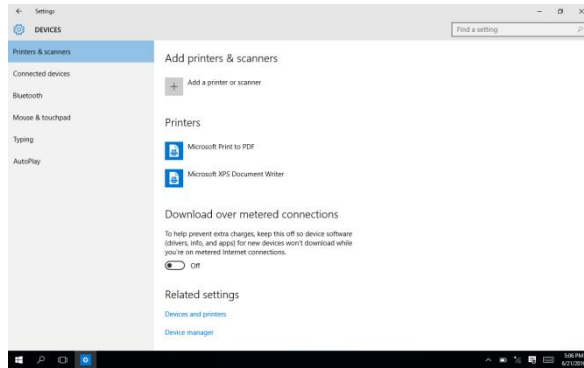 Settings
DEVICES
Find a setting
Printers & scanners
Connected devices
Bluetooth
Mouse & touchpad
Typing
AutoPlay
Add printers & scanners
Add a printer or scanner
Printers
Microsoft Print to PDF
Microsoft XPS Document Writer
Download over metered connections
To help prevent extra charges, keep this off so device software
(drivers, info, and apps) for new devices won't download while
you're on metered Internet connections.
Off
Related settings
Devices and printers
Device manager
5:06 PM